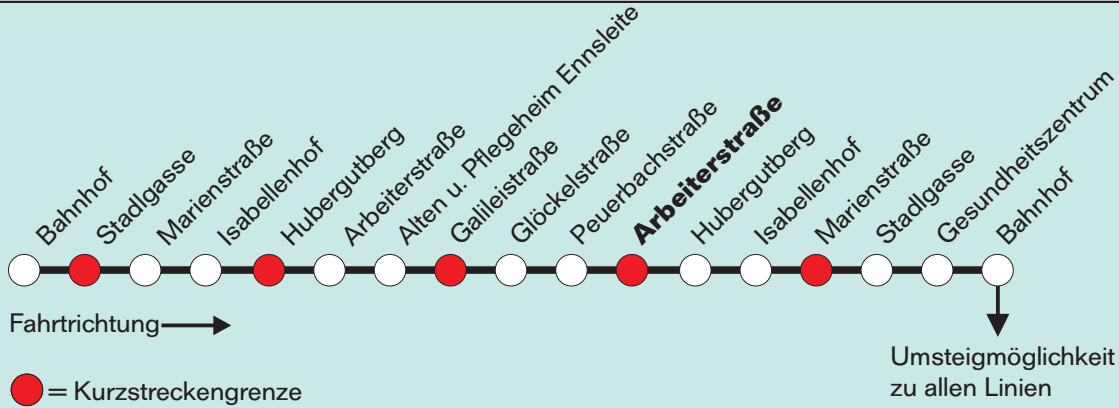 Bahnhof
Stadlgasse
Marienstraße
Isabellenhof
Hubergutberg
Arbeiterstraße
Alten u. Pflegeheim Ennsleite
Galileistraße
Glöckelstraße
Peuerbachstraße
Arbeiterstraße
Hubergutberg
Isabellenhof
Marienstraße
Stadlgasse
Gesundheitszentrum
Bahnhof
Fahrtrichtung
Umsteigmöglichkeit
zu allen Linien
= Kurzstreckengrenze